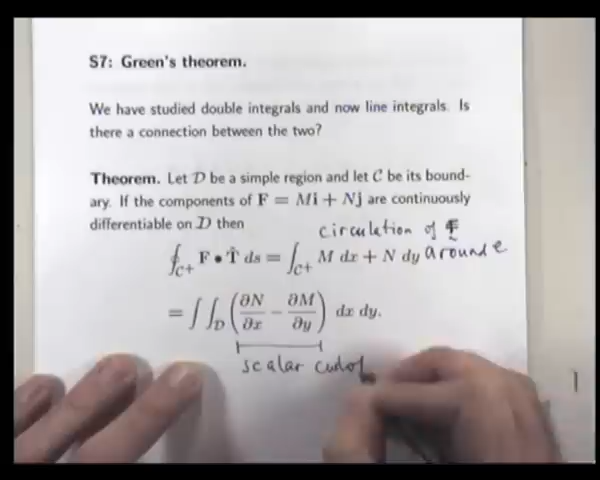 S7: Green's theorem.
We have studied double integrals and now line integrals. Is
there a connection between the two?
Theorem. Let D be a simple region and let C be its bound-
ary. If the components of F = Mi + Nj are continuously
differentiable on D then
circulation of F
∮_{C+} F • T̂ ds = ∫_{C+} M dx + N dy around C
= ∫∫_D (∂N/∂x − ∂M/∂y) dx dy.
scalar